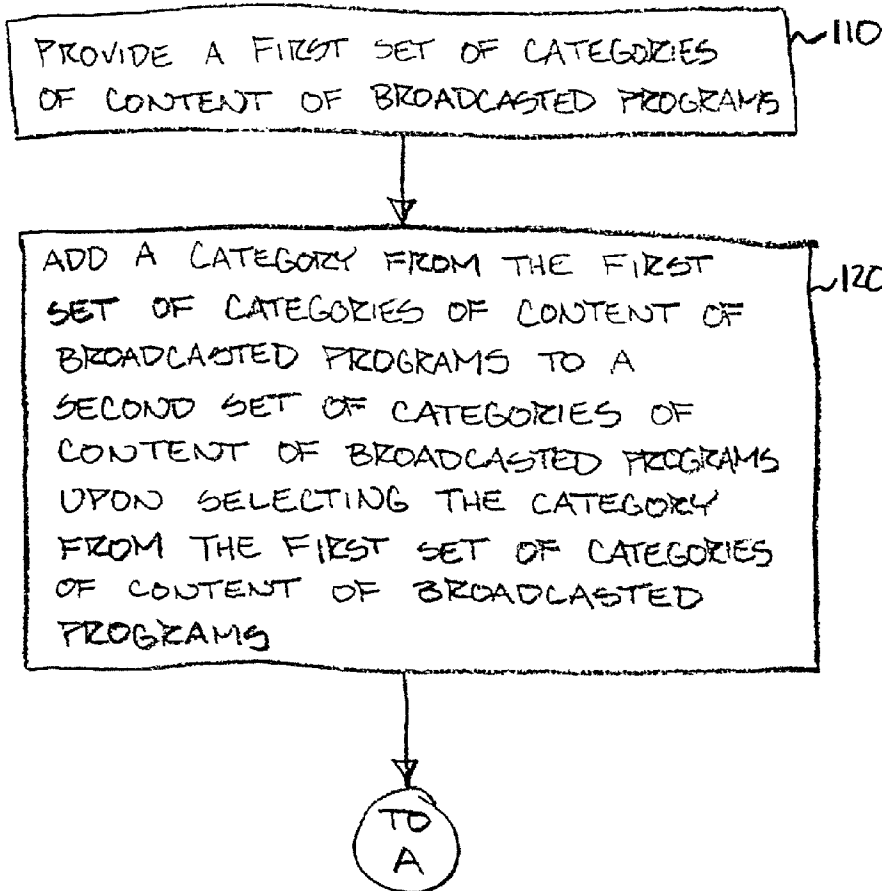 PROVIDE A FIRST SET OF CATEGORIES
110
OF CONTENT OF BROADCASTED PROGRAMS
ADD A CATEGORY FROM THE FIRST
120
SET OF CATEGORIES OF CONTENT OF
BROADCASTED PROGRAMS TO A
SECOND SET OF CATEGORIES OF
CONTENT OF BROADCASTED PROGRAMS
UPON SELECTING THE CATEGORY
FROM THE FIRST SET OF CATEGORIES
OF CONTENT OF BROADCASTED
PROGRAMS
TO
A